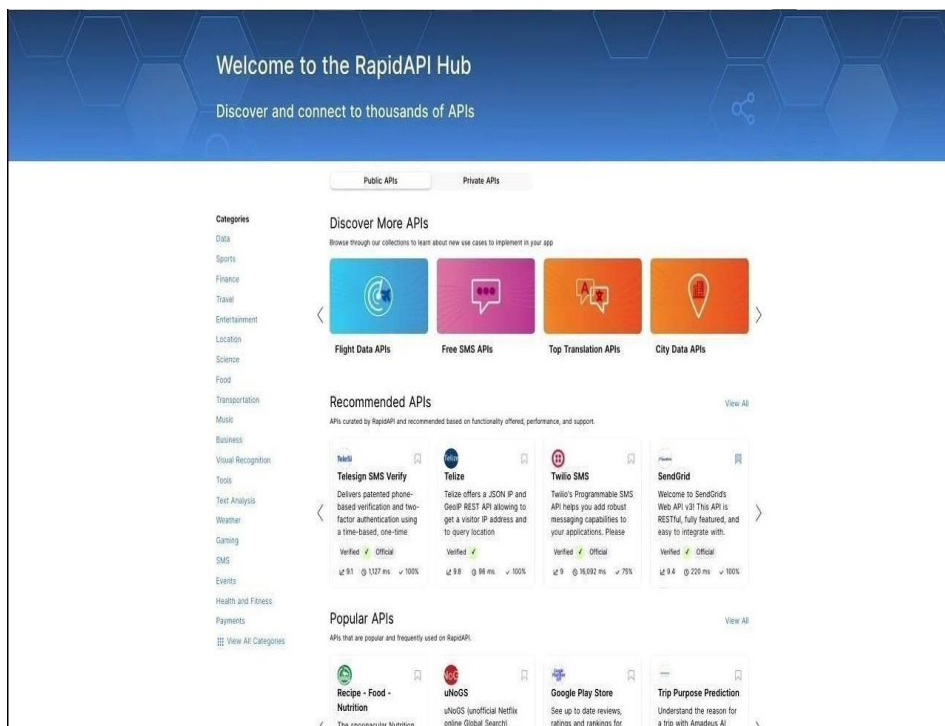 Welcome to the RapidAPI Hub
Discover and connect to thousands of APIs
Public APIs
Private APIs
Categories
Data
Sports
Finance
Travel
Entertainment
Location
Science
Food
Transportation
Music
Business
Visual Recognition
Tools
Text Analysis
Weather
Gaming
SMS
Events
Health and Fitness
Payments
View All Categories
Discover More APIs
Browse through our collections to learn about new use cases to implement in your app
Flight Data APIs
Free SMS APIs
Top Translation APIs
City Data APIs
Recommended APIs
View All
APIs curated by RapidAPI and recommended based on functionality offered, performance, and support.
TeleSi
Telesign SMS Verify
Delivers patented phone-
based verification and two-
factor authentication using
a time-based, one-time
Verified ✓ Official
9.1 1,127 ms ✓ 100%
Telize
Telize
Telize offers a JSON IP and
GeoIP REST API allowing to
get a visitor IP address and
to query location
Verified ✓
9.8 96 ms ✓ 100%
Twilio SMS
Twilio's Programmable SMS
API helps you add robust
messaging capabilities to
your applications. Please
Verified ✓ Official
9 16,092 ms ✓ 75%
SendGrid
Welcome to SendGrid's
Web API v3! This API is
RESTful, fully featured, and
easy to integrate with.
Verified ✓ Official
9.4 220 ms ✓ 100%
Popular APIs
View All
APIs that are popular and frequently used on RapidAPI.
Recipe - Food -
Nutrition
The spoonacular Nutrition
NoG
uNoGS
uNoGS (unofficial Netflix
online Global Search)
Google Play Store
See up to date reviews,
ratings and rankings for
Trip Purpose Prediction
Understand the reason for
a trip with Amadeus AI